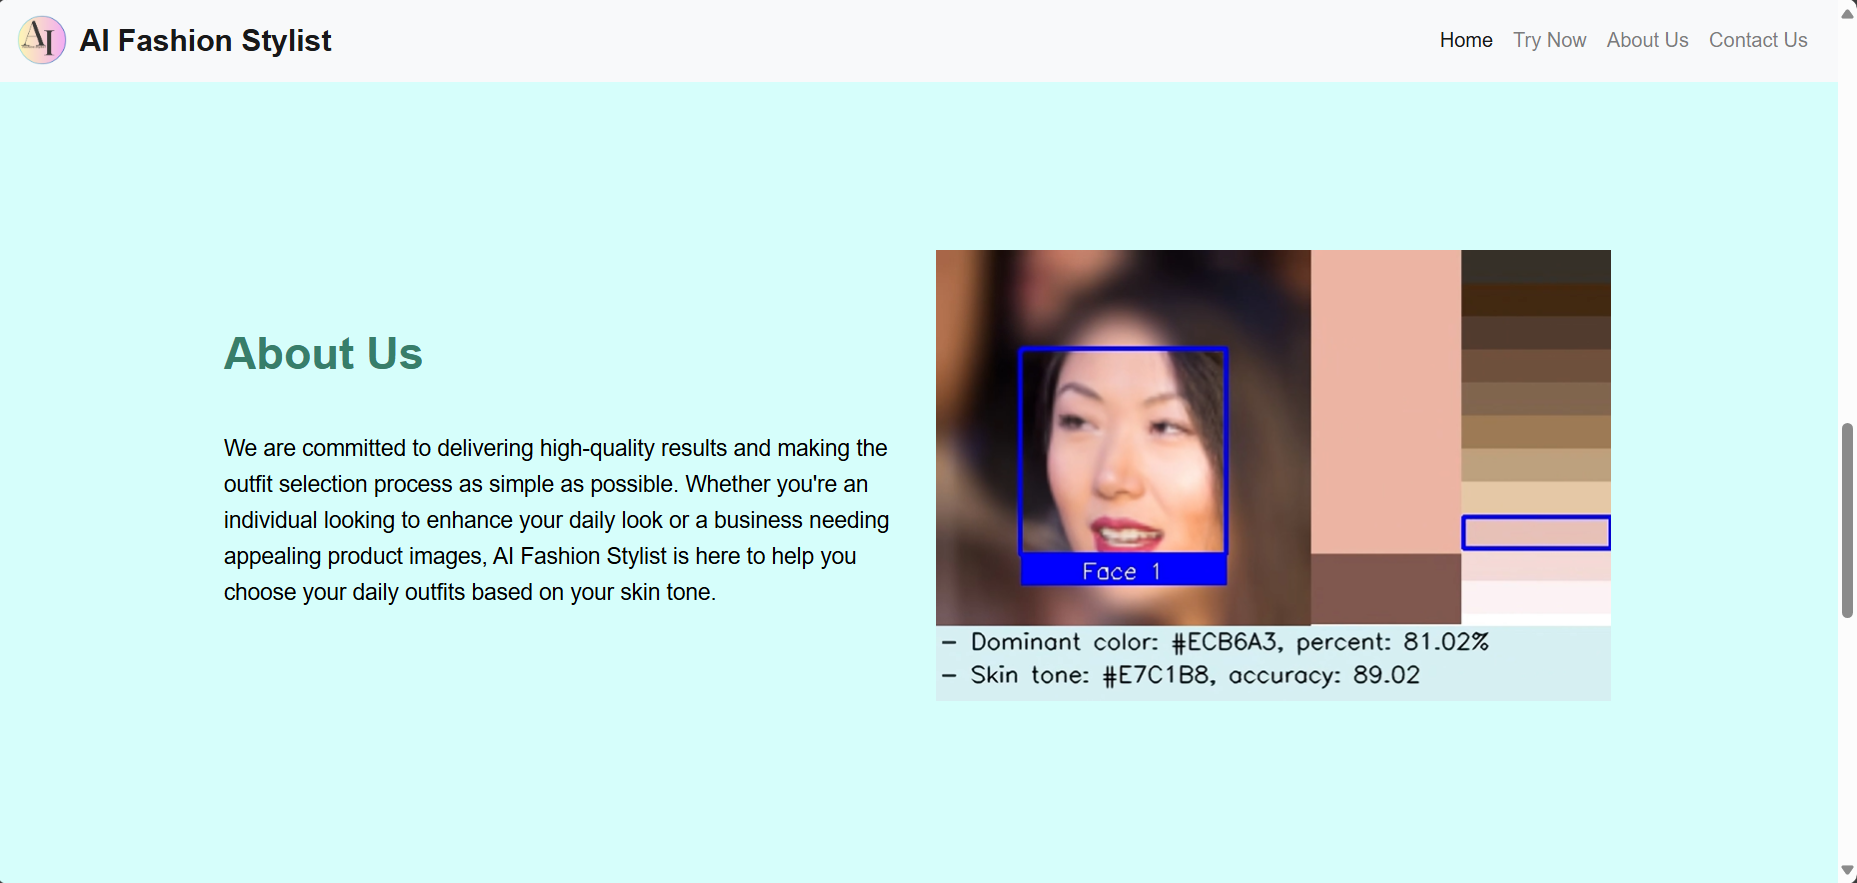 AI
AI Fashion Stylist
Home
Try Now
About Us
Contact Us
About Us
We are committed to delivering high-quality results and making the
outfit selection process as simple as possible. Whether you're an
individual looking to enhance your daily look or a business needing
appealing product images, AI Fashion Stylist is here to help you
choose your daily outfits based on your skin tone.
Face 1
- Dominant color: #ECB6A3, percent: 81.02%
- Skin tone: #E7C1B8, accuracy: 89.02